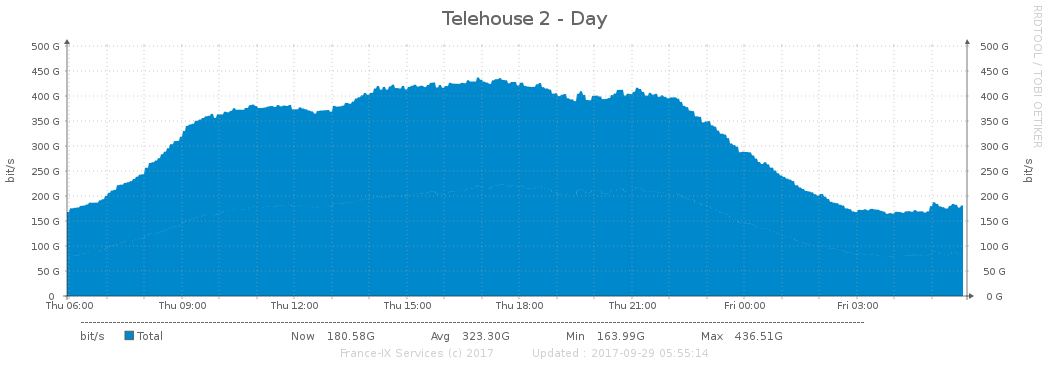 Telehouse 2 - Day
RRDTOOL / TOBI OETIKER
bit/s
500 G
450 G
400 G
350 G
300 G
250 G
200 G
150 G
100 G
50 G
0
500 G
450 G
400 G
350 G
300 G
250 G
200 G
150 G
100 G
50 G
0 G
bit/s
Thu 06:00 Thu 09:00 Thu 12:00 Thu 15:00 Thu 18:00 Thu 21:00 Fri 00:00 Fri 03:00
bit/s Total Now 180.58G Avg 323.30G Min 163.99G Max 436.51G
France-IX Services (c) 2017 Updated : 2017-09-29 05:55:14